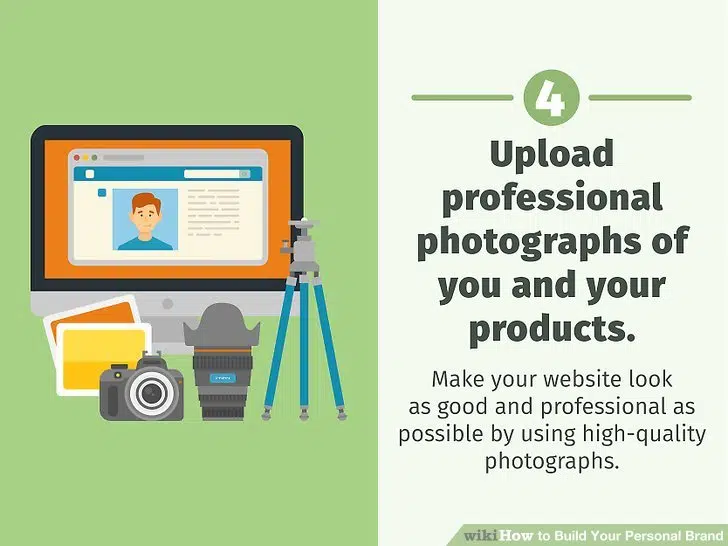 4
Upload
professional
photographs of
you and your
products.
Make your website look
as good and professional as
possible by using high-quality
photographs.
wikiHow to Build Your Personal Brand